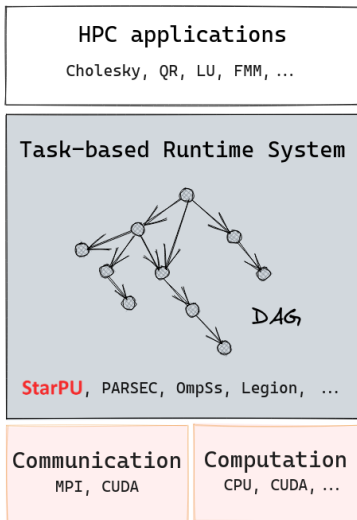 HPC applications
Cholesky, QR, LU, FMM, ...
Task-based Runtime System
DAG
StarPU, PARSEC, OmpSs, Legion, ...
Communication
MPI, CUDA
Computation
CPU, CUDA, ...